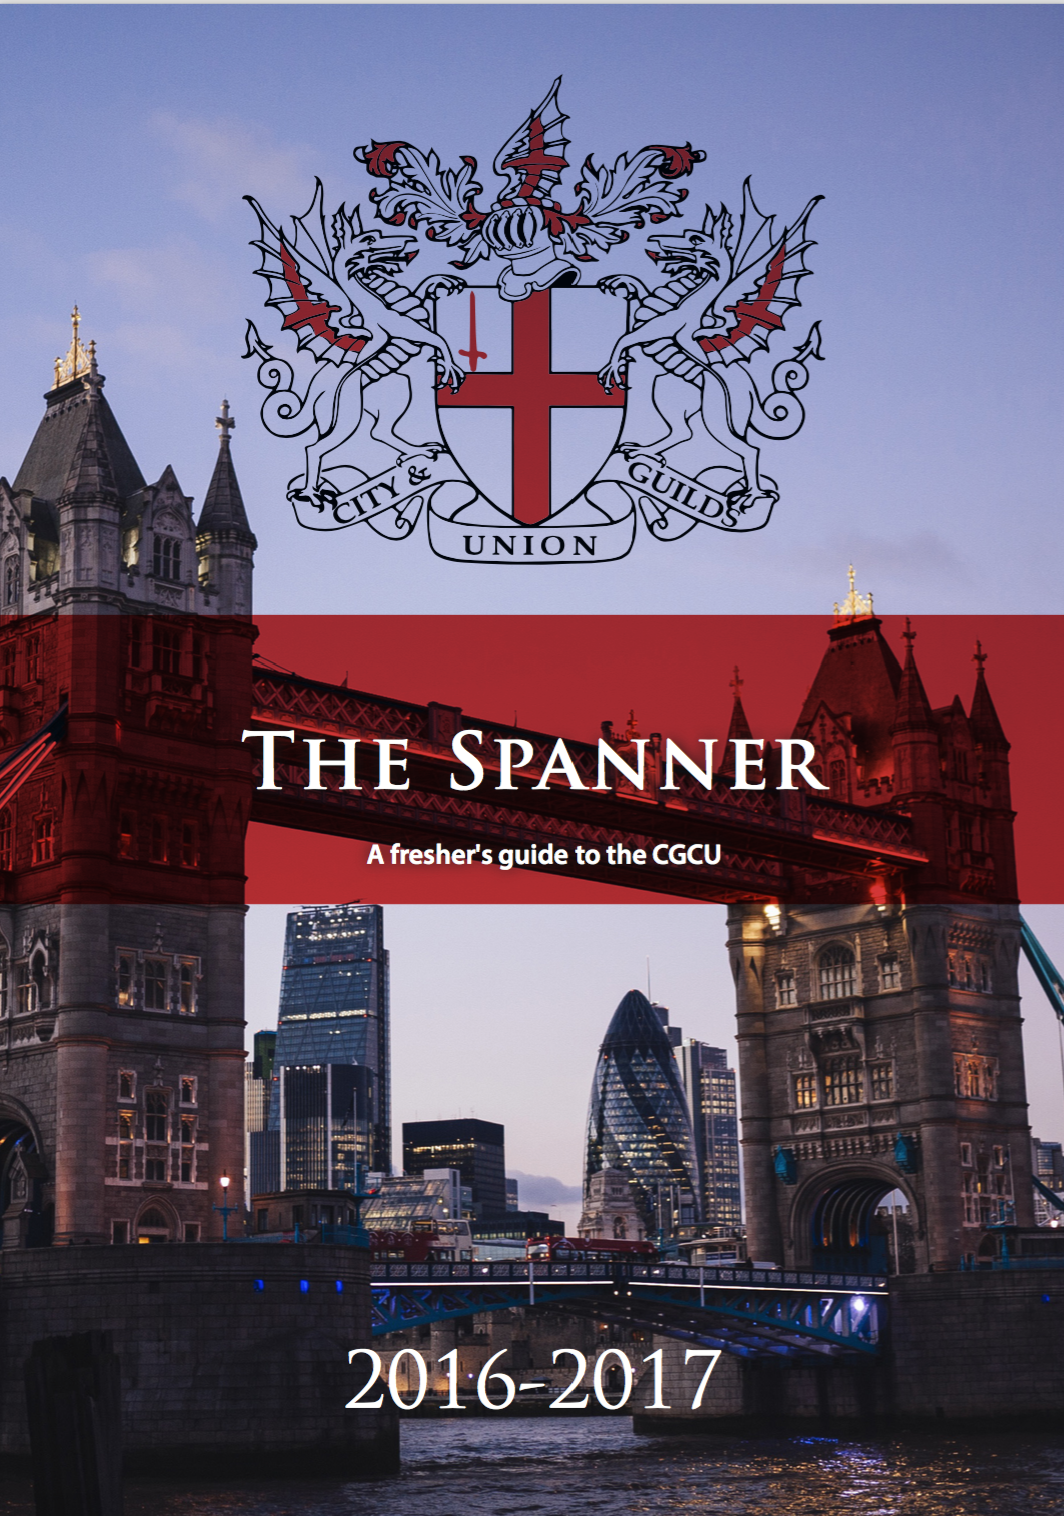 CITY &
GUILDS
UNION
THE SPANNER
A fresher's guide to the CGCU
2016-2017